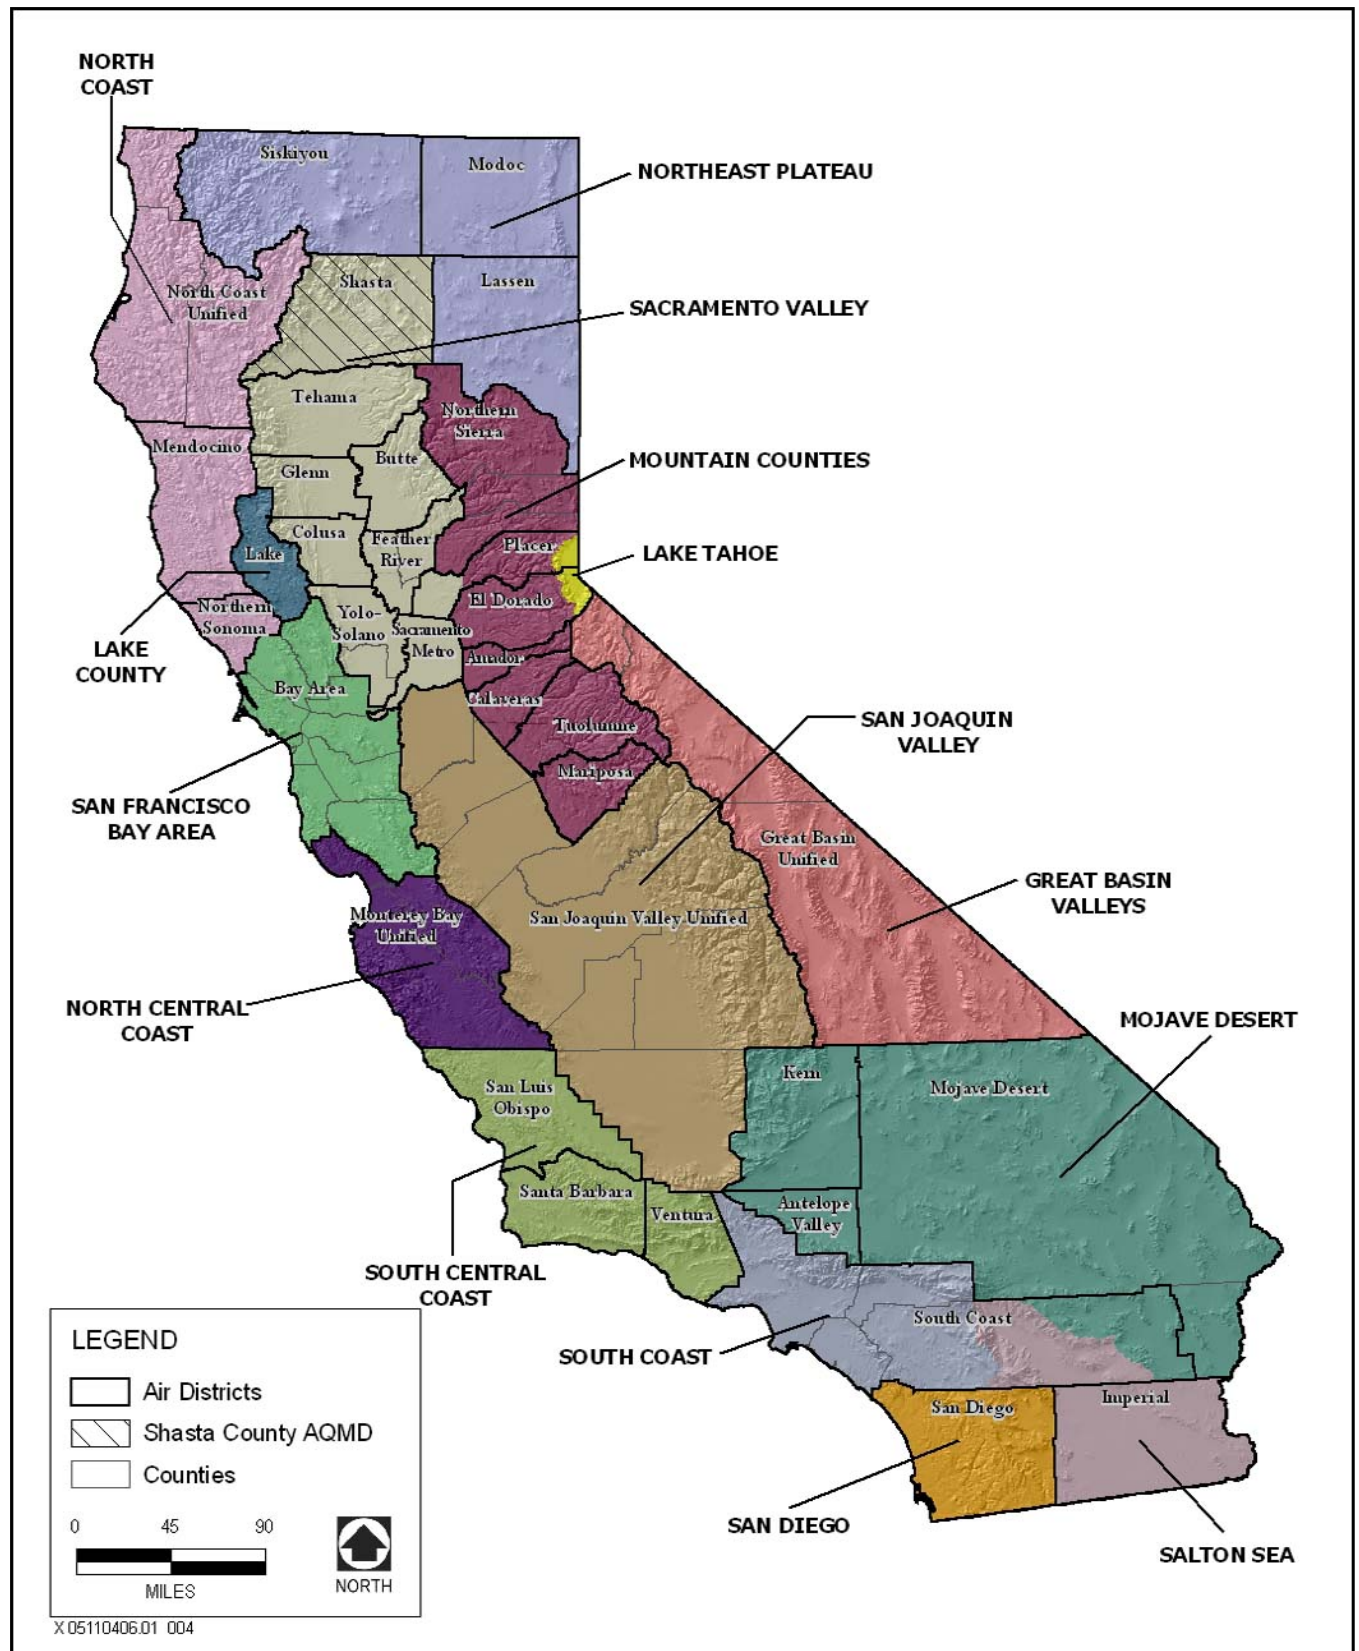 NORTH
COAST
Siskiyou
Modoc
NORTHEAST PLATEAU
North Coast
Unified
Shasta
Lassen
SACRAMENTO VALLEY
Tehama
Northern
Sierra
Mendocino
Butte
Glenn
MOUNTAIN COUNTIES
Colusa
Feather
River
Lake
Placer
LAKE TAHOE
El Dorado
Northern
Sonoma
Yolo-
Solano
Sacramento
Metro
LAKE
COUNTY
Amador
Bay Area
Calaveras
Tuolumne
SAN JOAQUIN
VALLEY
Mariposa
SAN FRANCISCO
BAY AREA
Great Basin
Unified
GREAT BASIN
VALLEYS
Monterey Bay
Unified
San Joaquin Valley Unified
NORTH CENTRAL
COAST
MOJAVE DESERT
Kern
Mojave Desert
San Luis
Obispo
Santa Barbara
Ventura
Antelope
Valley
SOUTH CENTRAL
COAST
South Coast
SOUTH COAST
San Diego
Imperial
SAN DIEGO
SALTON SEA
LEGEND
Air Districts
Shasta County AQMD
Counties
0 45 90
MILES
NORTH
X 05110406.01 004